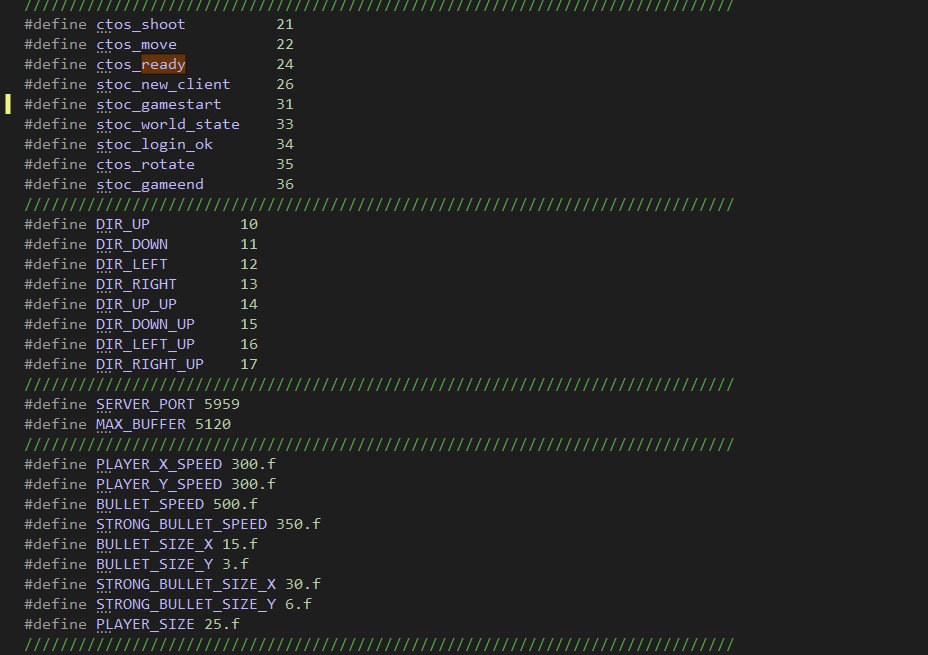 ///////////////////////////////////////////////////////////////////////////////
#define ctos_shoot          21
#define ctos_move           22
#define ctos_ready          24
#define stoc_new_client     26
#define stoc_gamestart      31
#define stoc_world_state    33
#define stoc_login_ok       34
#define ctos_rotate         35
#define stoc_gameend        36
///////////////////////////////////////////////////////////////////////////////
#define DIR_UP          10
#define DIR_DOWN        11
#define DIR_LEFT        12
#define DIR_RIGHT       13
#define DIR_UP_UP       14
#define DIR_DOWN_UP     15
#define DIR_LEFT_UP     16
#define DIR_RIGHT_UP    17
///////////////////////////////////////////////////////////////////////////////
#define SERVER_PORT 5959
#define MAX_BUFFER 5120
///////////////////////////////////////////////////////////////////////////////
#define PLAYER_X_SPEED 300.f
#define PLAYER_Y_SPEED 300.f
#define BULLET_SPEED 500.f
#define STRONG_BULLET_SPEED 350.f
#define BULLET_SIZE_X 15.f
#define BULLET_SIZE_Y 3.f
#define STRONG_BULLET_SIZE_X 30.f
#define STRONG_BULLET_SIZE_Y 6.f
#define PLAYER_SIZE 25.f
///////////////////////////////////////////////////////////////////////////////